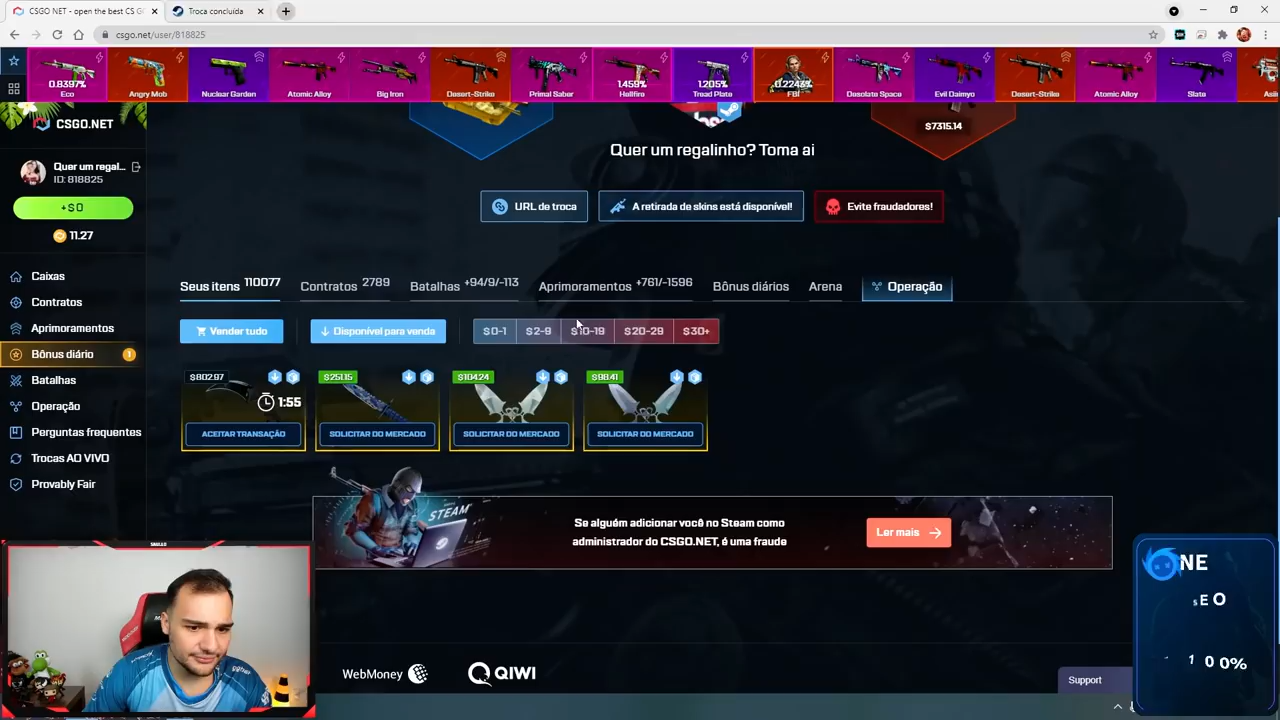 CSGO NET - open the best CS G
Troca concluída
csgo.net/user/818825
0.8397%
Eco
Angry Mob
Nuclear Garden
Atomic Alloy
Big Iron
Desert-Strike
Primal Saber
1.459%
Hellfire
1.205%
Tread Plate
0.2243%
FBI
Desolate Space
Evil Daimyo
Desert-Strike
Atomic Alloy
Slate
CSGO.NET
$7315.14
Quer um regalinho? Toma ai
Quer um regal...
ID: 818825
+$0
11.27
URL de troca
A retirada de skins está disponível!
Evite fraudadores!
Caixas
Contratos
Aprimoramentos
Bônus diário 1
Batalhas
Operação
Perguntas frequentes
Trocas AO VIVO
Provably Fair
Seus itens 110077
Contratos 2789
Batalhas +94/9/-113
Aprimoramentos +761/-1596
Bônus diários
Arena
Operação
Vender tudo
Disponível para venda
$0-1
$2-9
$10-19
$20-29
$30+
$802.97
1:55
ACEITAR TRANSAÇÃO
$251.15
SOLICITAR DO MERCADO
$104.24
SOLICITAR DO MERCADO
$98.41
SOLICITAR DO MERCADO
STEAM
Se alguém adicionar você no Steam como
administrador do CSGO.NET, é uma fraude
Ler mais
WebMoney
QIWI
Support
NE
EO
100%